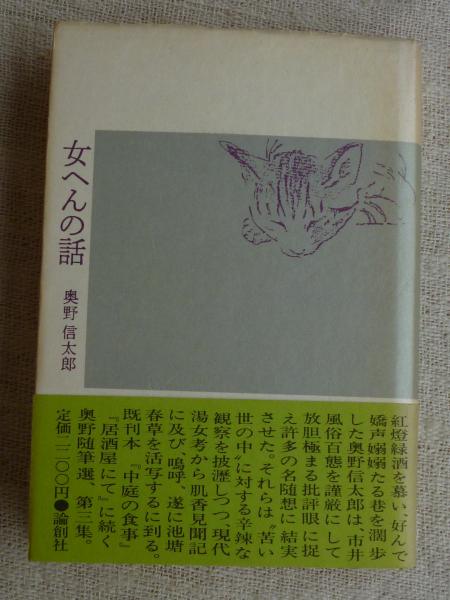 女へんの話
奥野信太郎
紅燈緑酒を慕い、好んで
嬌声嫋嫋たる巷を濶歩
した奥野信太郎は、市井
風俗百態を謹厳にして
放胆極まる批評眼に捉
え許多の名随想に結実
させた。それらは〝苦い
世の中〟に対する辛辣な
観察を披瀝しつつ、現代
湯女考から肌香見聞記
に及び、嗚呼、遂に池塘
春草を活写するに到る。
既刊本『中庭の食事』
『居酒屋にて』に続く
奥野随筆選、第三集。
定価二二〇〇円●論創社